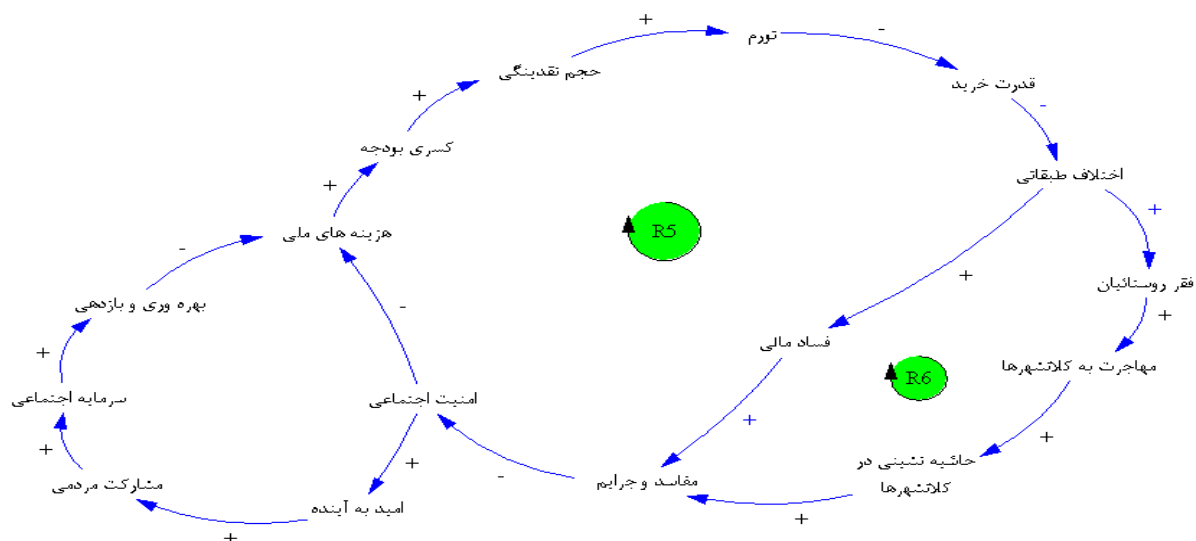 تورم
حجم نقدینگی
قدرت خرید
کسری بودجه
اختلاف طبقاتی
هزینه های ملی
R5
فقر روستائیان
بهره وری و بازدهی
فساد مالی
مهاجرت به کلانشهرها
R6
سرمایه اجتماعی
امنیت اجتماعی
حاشیه نشینی در
کلانشهرها
مفاسد و جرایم
مشارکت مردمی
امید به آینده
+
-
+
-
+
+
+
-
+
+
-
+
+
+
+
+
-
+
+